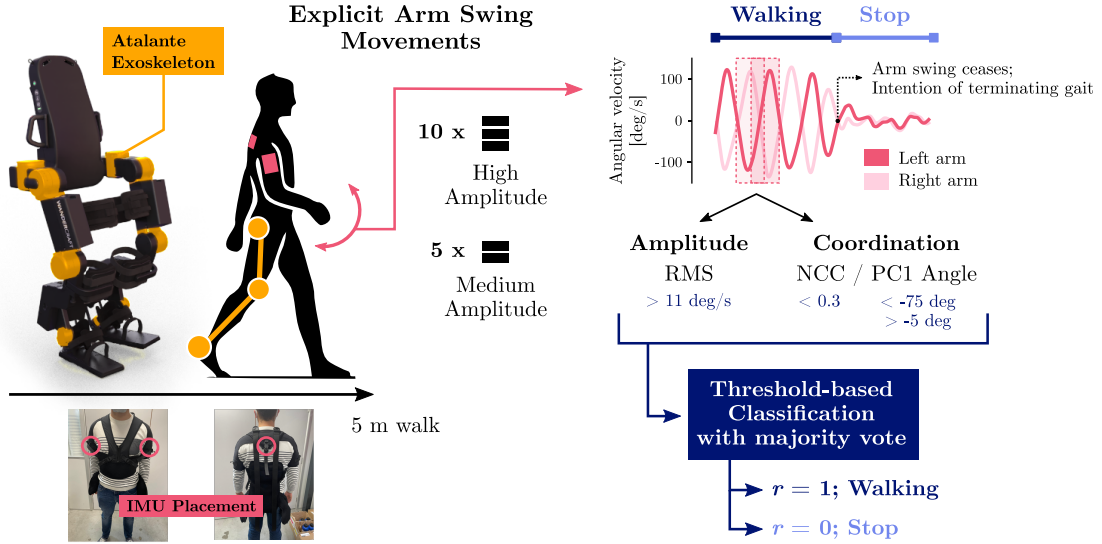 Explicit Arm Swing
Movements
Atalante
Exoskeleton
WANDERCRAFT
10 x
High
Amplitude
5 x
Medium
Amplitude
5 m walk
IMU Placement
Walking
Stop
Angular velocity
[deg/s]
100
0
-100
Arm swing ceases;
Intention of terminating gait
Left arm
Right arm
Amplitude
RMS
> 11 deg/s
Coordination
NCC / PC1 Angle
< 0.3
< -75 deg
> -5 deg
Threshold-based
Classification
with majority vote
r = 1; Walking
r = 0; Stop